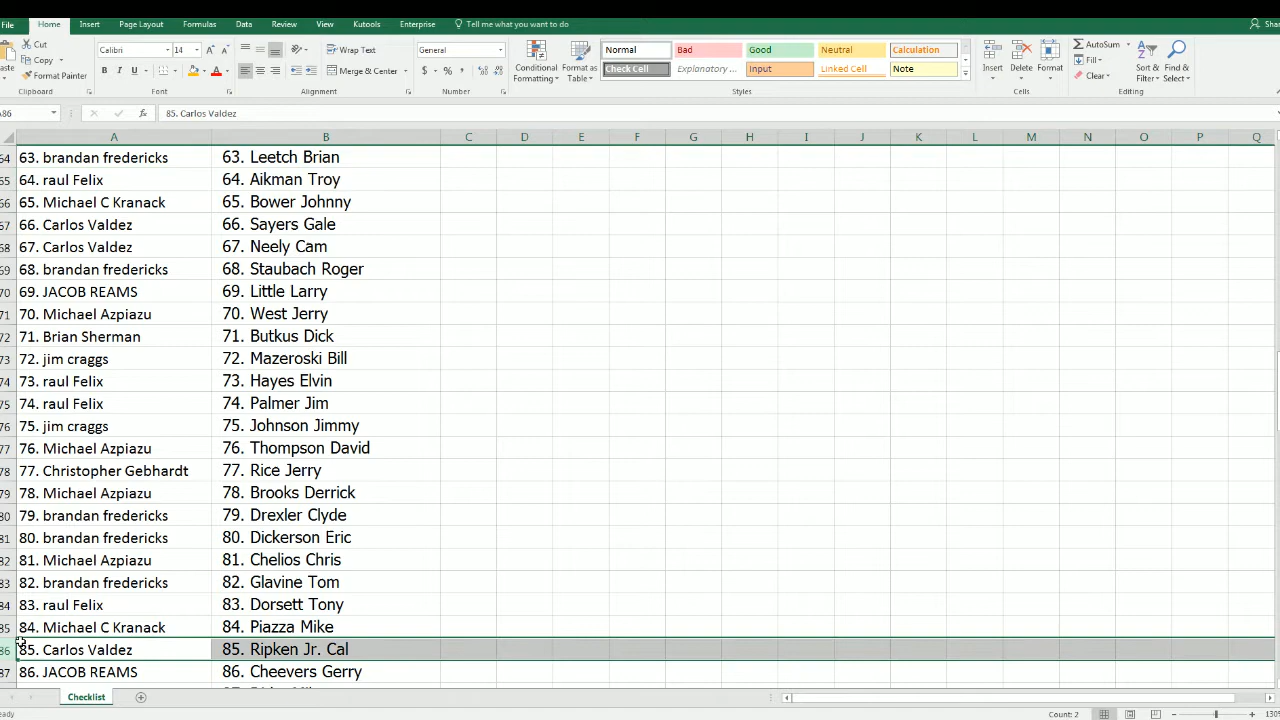 File Home Insert Page Layout Formulas Data Review View Kutools Enterprise Tell me what you want to do
Cut Calibri 14 Wrap Text General Normal Bad Good Neutral Calculation AutoSum
Copy Conditional Formatting Format as Table Insert Delete Format Fill Sort & Filter Find & Select
Format Painter B I U Merge & Center $ % , Check Cell Explanatory ... Input Linked Cell Note Clear
Clipboard Font Alignment Number Styles Cells Editing
85. Carlos Valdez
A B C D E F G H I J K L M N O P Q
63. brandan fredericks 63. Leetch Brian
64. raul Felix 64. Aikman Troy
65. Michael C Kranack 65. Bower Johnny
66. Carlos Valdez 66. Sayers Gale
67. Carlos Valdez 67. Neely Cam
68. brandan fredericks 68. Staubach Roger
69. JACOB REAMS 69. Little Larry
70. Michael Azpiazu 70. West Jerry
71. Brian Sherman 71. Butkus Dick
72. jim craggs 72. Mazeroski Bill
73. raul Felix 73. Hayes Elvin
74. raul Felix 74. Palmer Jim
75. jim craggs 75. Johnson Jimmy
76. Michael Azpiazu 76. Thompson David
77. Christopher Gebhardt 77. Rice Jerry
78. Michael Azpiazu 78. Brooks Derrick
79. brandan fredericks 79. Drexler Clyde
80. brandan fredericks 80. Dickerson Eric
81. Michael Azpiazu 81. Chelios Chris
82. brandan fredericks 82. Glavine Tom
83. raul Felix 83. Dorsett Tony
84. Michael C Kranack 84. Piazza Mike
85. Carlos Valdez 85. Ripken Jr. Cal
86. JACOB REAMS 86. Cheevers Gerry
Checklist
Count: 2